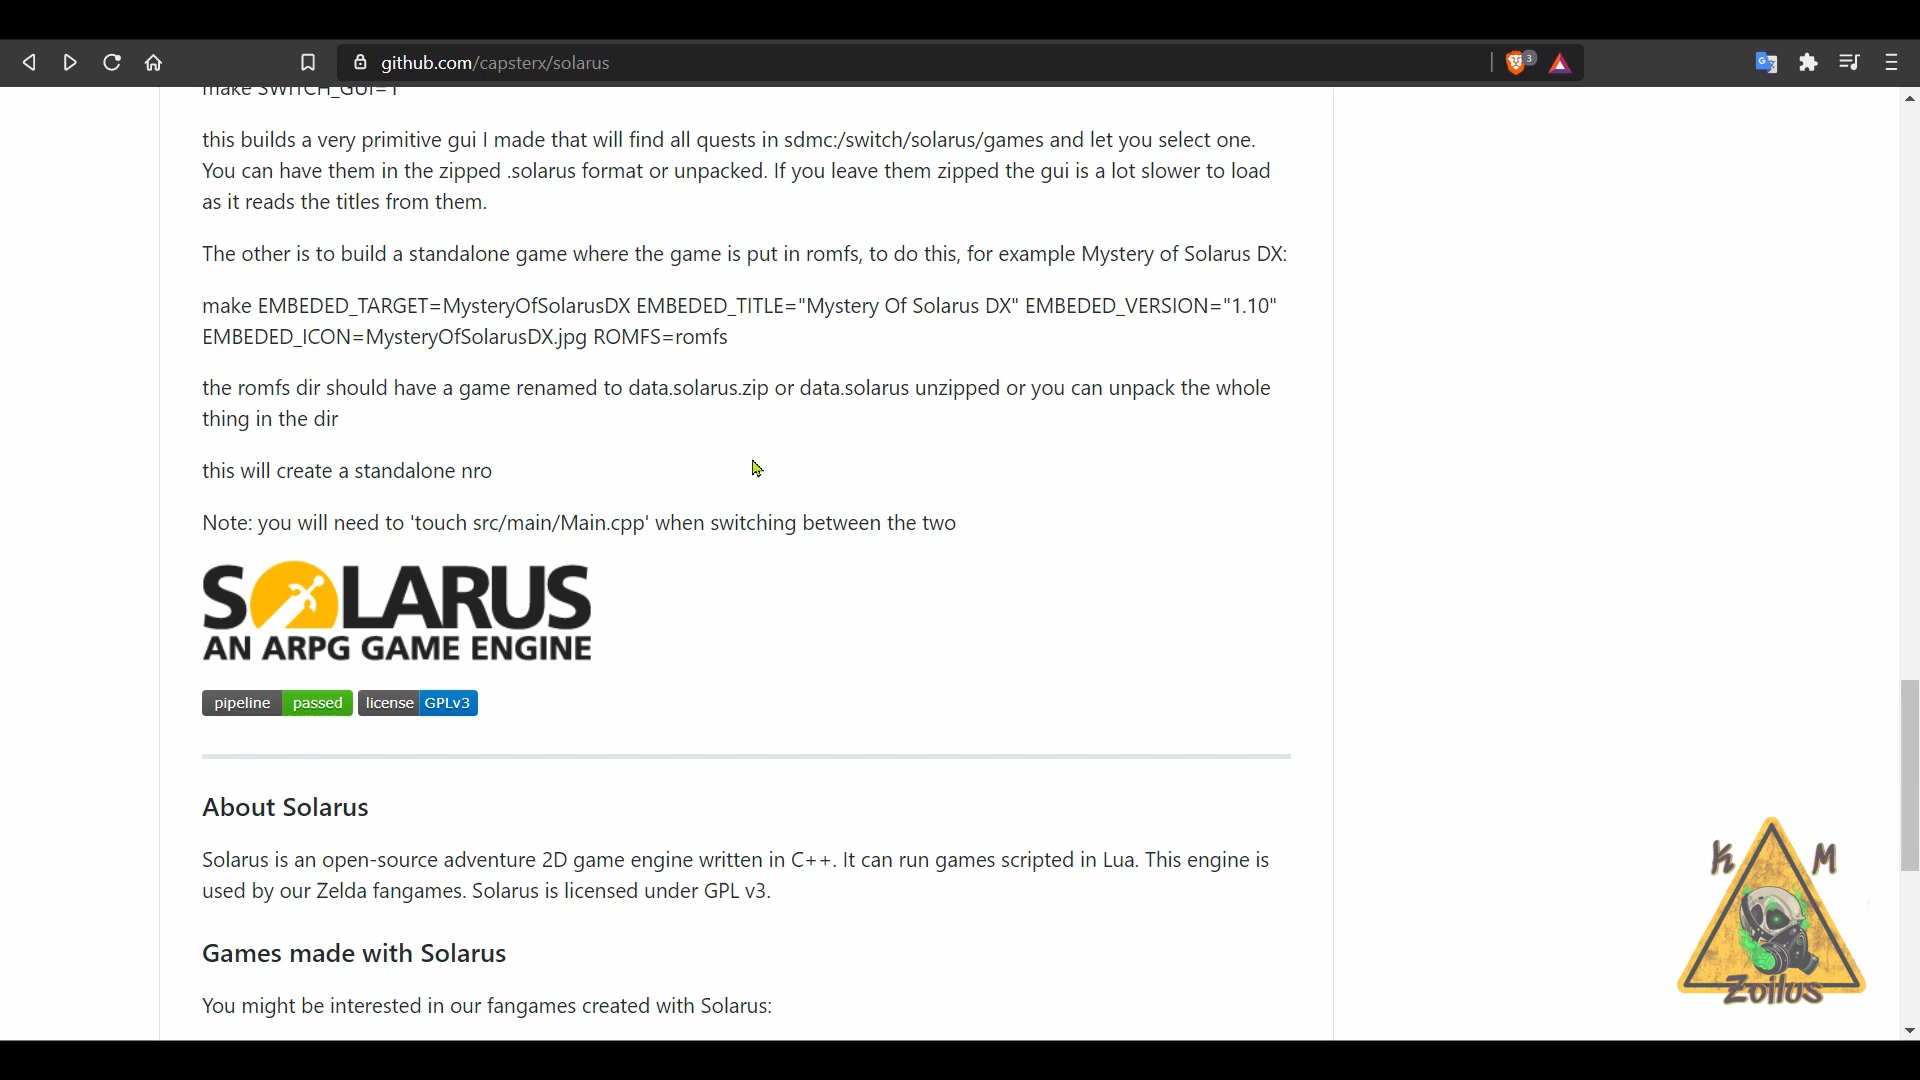 github.com/capsterx/solarus
3
make SWITCH_GUI=1
this builds a very primitive gui I made that will find all quests in sdmc:/switch/solarus/games and let you select one.
You can have them in the zipped .solarus format or unpacked. If you leave them zipped the gui is a lot slower to load
as it reads the titles from them.
The other is to build a standalone game where the game is put in romfs, to do this, for example Mystery of Solarus DX:
make EMBEDED_TARGET=MysteryOfSolarusDX EMBEDED_TITLE="Mystery Of Solarus DX" EMBEDED_VERSION="1.10"
EMBEDED_ICON=MysteryOfSolarusDX.jpg ROMFS=romfs
the romfs dir should have a game renamed to data.solarus.zip or data.solarus unzipped or you can unpack the whole
thing in the dir
this will create a standalone nro
Note: you will need to 'touch src/main/Main.cpp' when switching between the two
SOLARUS
AN ARPG GAME ENGINE
pipeline passed license GPLv3
About Solarus
Solarus is an open-source adventure 2D game engine written in C++. It can run games scripted in Lua. This engine is
used by our Zelda fangames. Solarus is licensed under GPL v3.
Games made with Solarus
You might be interested in our fangames created with Solarus:
K M
Zoilus